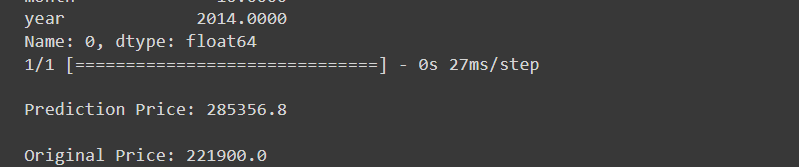 year 2014.0000
Name: 0, dtype: float64
1/1 [==============================] - 0s 27ms/step
Prediction Price: 285356.8
Original Price: 221900.0